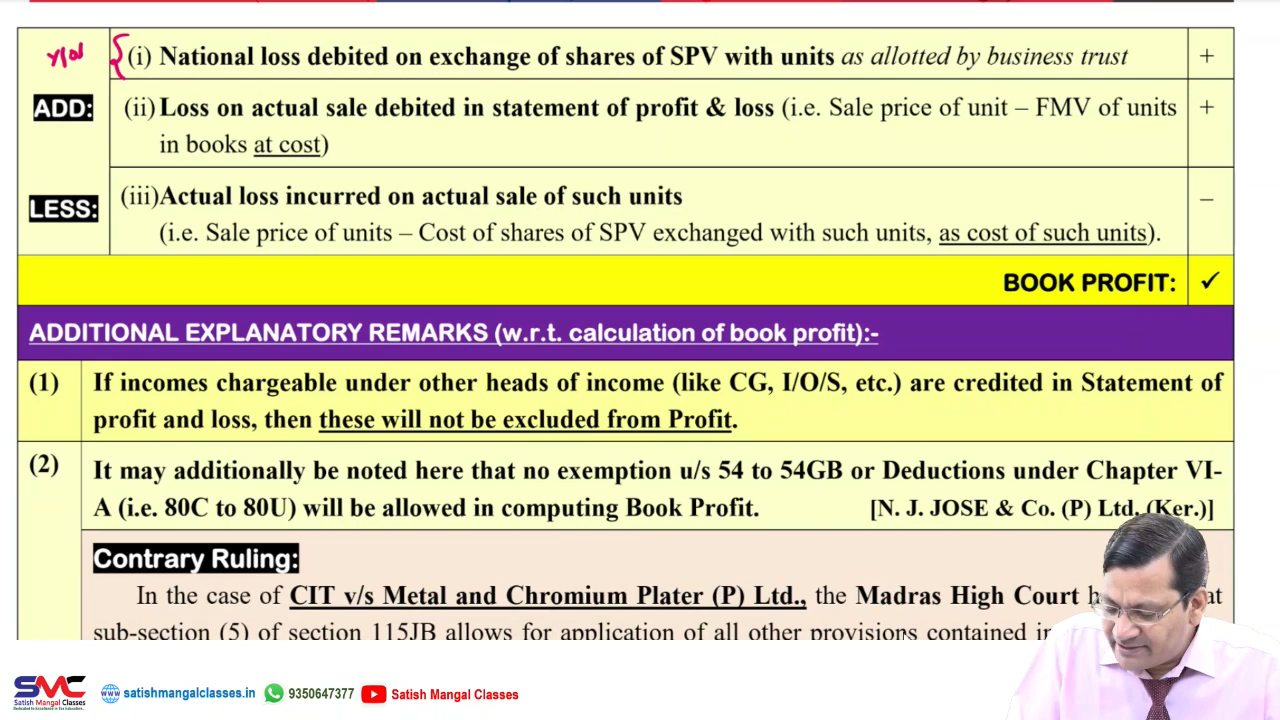 (i) National loss debited on exchange of shares of SPV with units as allotted by business trust +
ADD: (ii) Loss on actual sale debited in statement of profit & loss (i.e. Sale price of unit – FMV of units +
in books at cost)
(iii) Actual loss incurred on actual sale of such units –
LESS:
(i.e. Sale price of units – Cost of shares of SPV exchanged with such units, as cost of such units).
BOOK PROFIT: ✓
ADDITIONAL EXPLANATORY REMARKS (w.r.t. calculation of book profit):-
(1) If incomes chargeable under other heads of income (like CG, I/O/S, etc.) are credited in Statement of
profit and loss, then these will not be excluded from Profit.
(2) It may additionally be noted here that no exemption u/s 54 to 54GB or Deductions under Chapter VI-
A (i.e. 80C to 80U) will be allowed in computing Book Profit. [N. J. JOSE & Co. (P) Ltd. (Ker.)]
Contrary Ruling:
In the case of CIT v/s Metal and Chromium Plater (P) Ltd., the Madras High Court
sub-section (5) of section 115JB allows for application of all other provisions contained
SMC
Satish Mangal Classes
satishmangalclasses.in 9350647377 Satish Mangal Classes